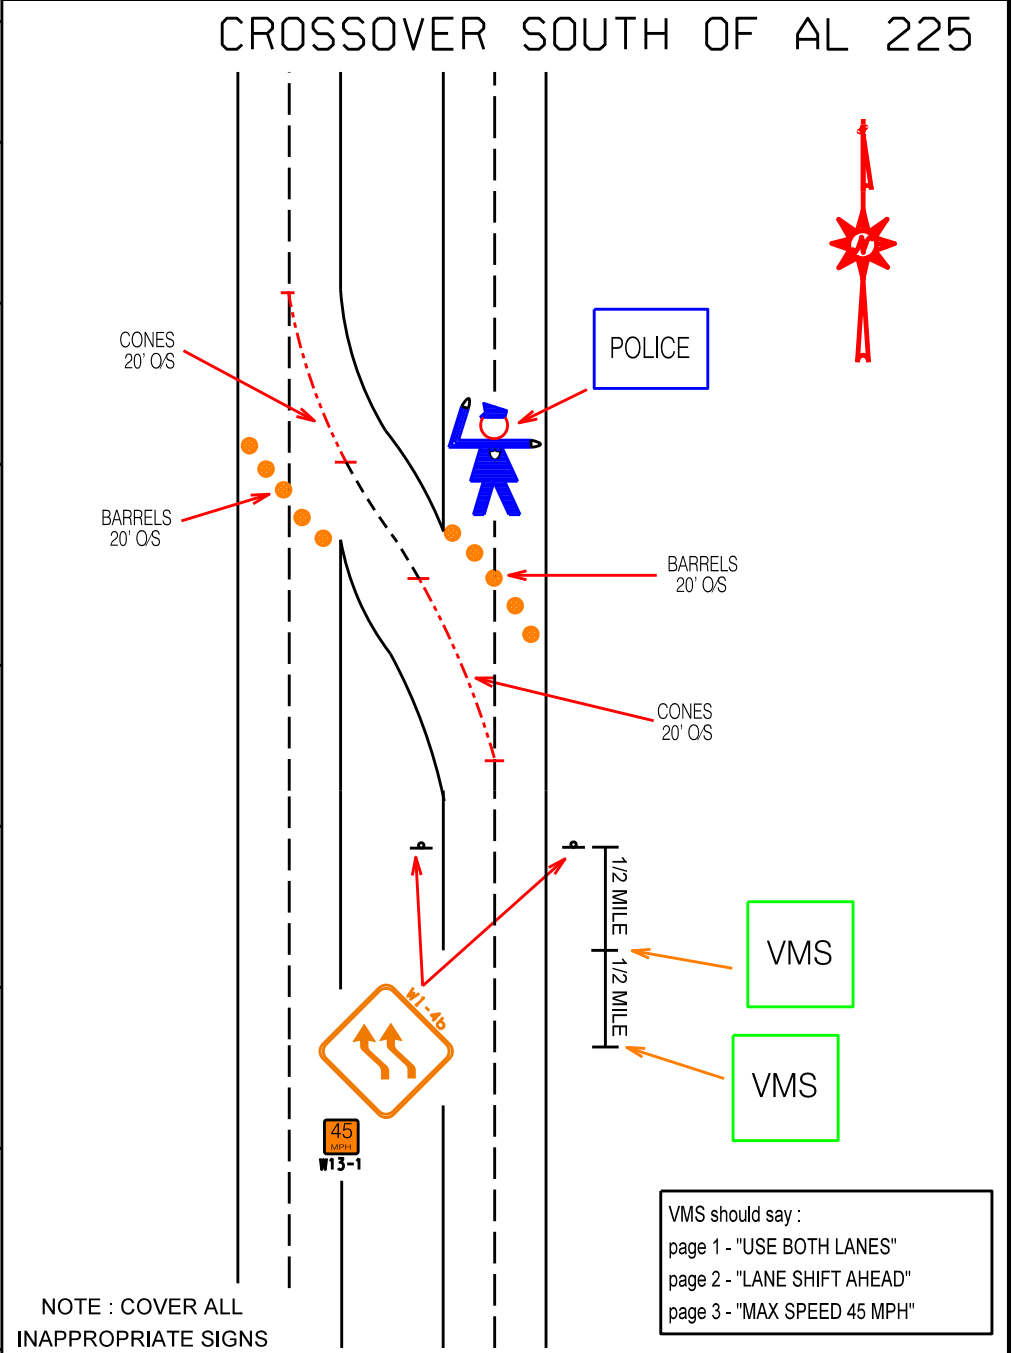 CROSSOVER SOUTH OF AL 225
N
CONES
20' O/S
POLICE
BARRELS
20' O/S
BARRELS
20' O/S
CONES
20' O/S
1/2 MILE
1/2 MILE
VMS
VMS
W1-4b
45
MPH
W13-1
VMS should say :
page 1 - "USE BOTH LANES"
page 2 - "LANE SHIFT AHEAD"
page 3 - "MAX SPEED 45 MPH"
NOTE : COVER ALL
INAPPROPRIATE SIGNS